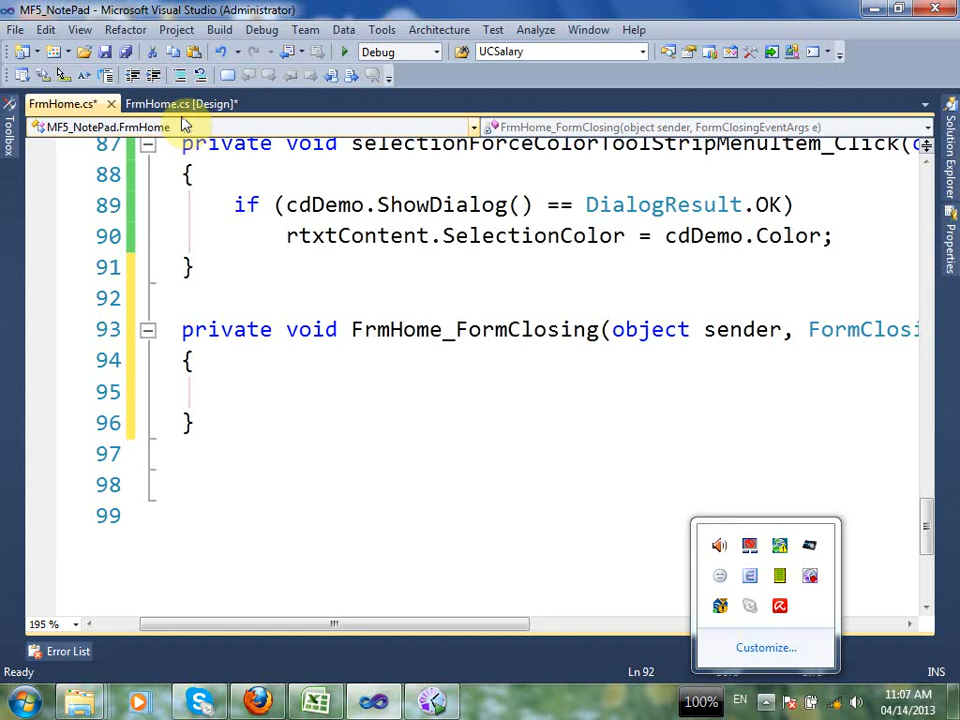 MF5_NotePad - Microsoft Visual Studio (Administrator)
File Edit View Refactor Project Build Debug Team Data Tools Architecture Test Analyze Window Help
Debug UCSalary
FrmHome.cs* FrmHome.cs [Design]*
MF5_NotePad.FrmHome FrmHome_FormClosing(object sender, FormClosingEventArgs e)
Toolbox
Solution Explorer
Properties
87 private void selectionForceColorToolStripMenuItem_Click(
88 {
89 if (cdDemo.ShowDialog() == DialogResult.OK)
90 rtxtContent.SelectionColor = cdDemo.Color;
91 }
92
93 private void FrmHome_FormClosing(object sender, FormClosi
94 {
95
96 }
97
98
99
195 %
Customize...
Error List
Ready Ln 92 INS
100% EN 11:07 AM
04/14/2013